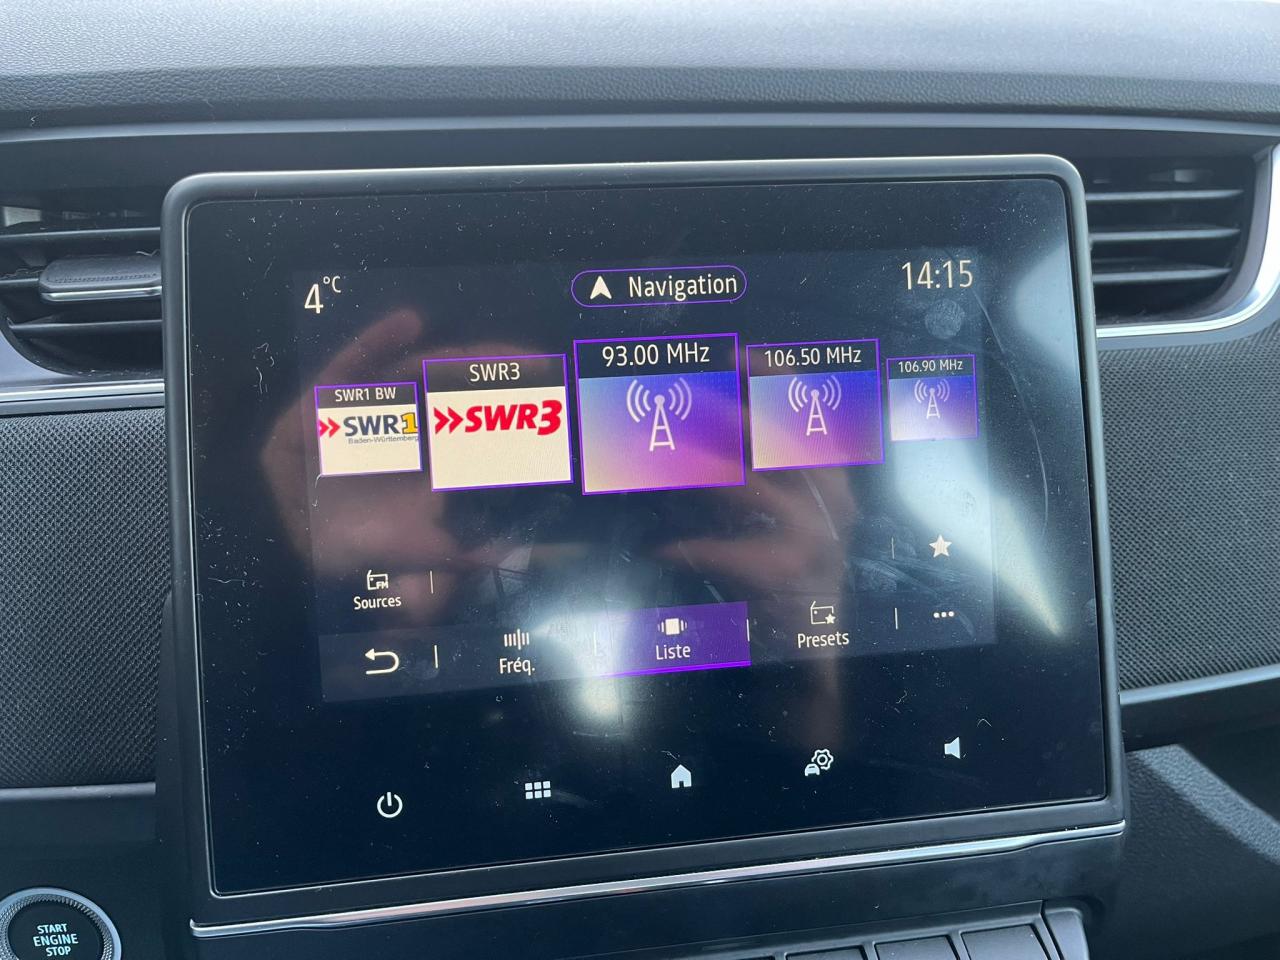 4°C
Navigation
14:15
SWR1 BW
SWR3
93.00 MHz
106.50 MHz
106.90 MHz
SWR1
Baden-Württemberg
SWR3
FM
Sources
Fréq.
Liste
Presets
START
ENGINE
STOP